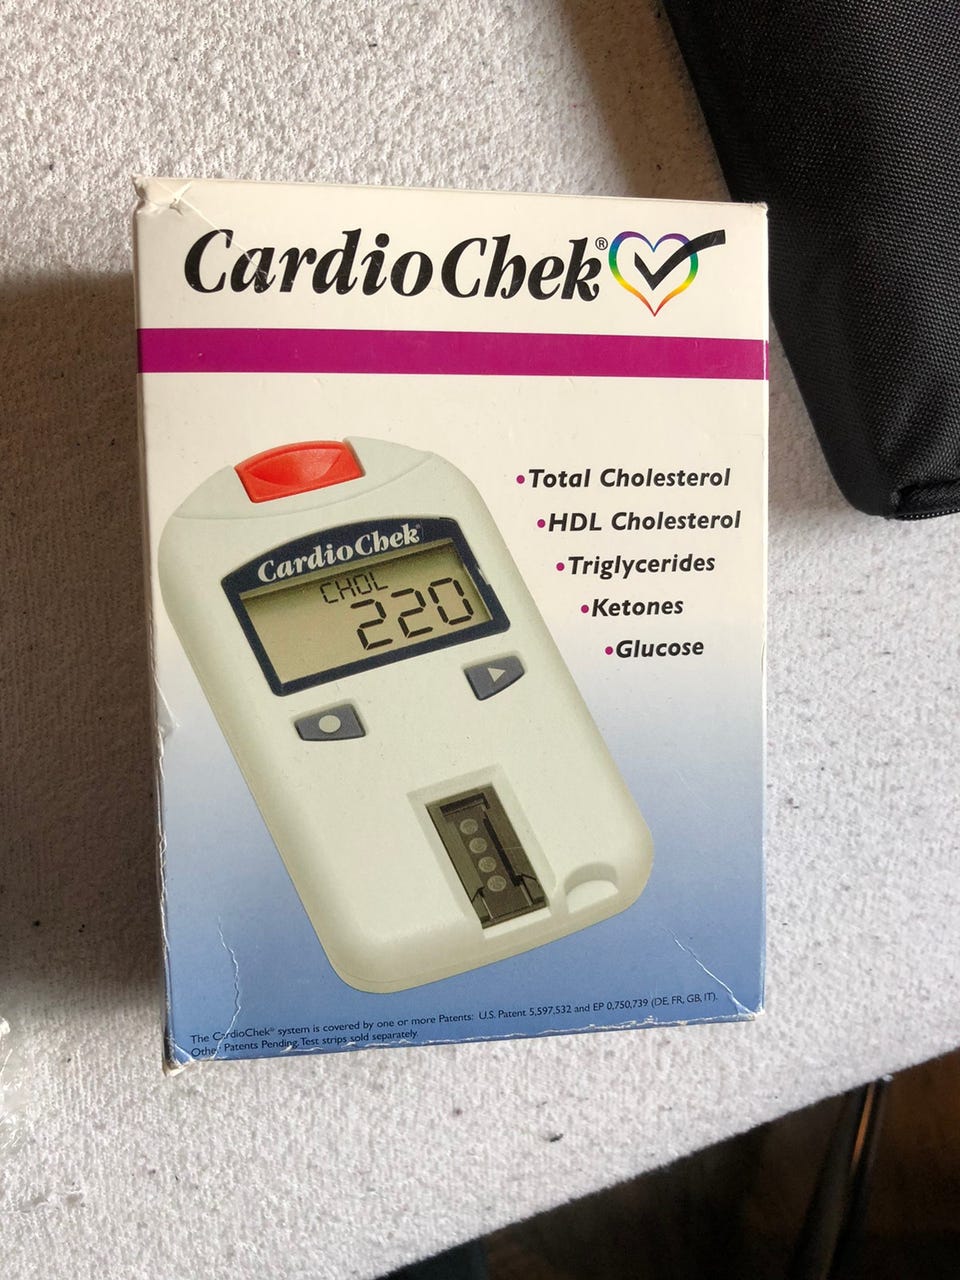 CardioChek®
•Total Cholesterol
•HDL Cholesterol
•Triglycerides
•Ketones
•Glucose
CardioChek®
CHOL
220
The CardioChek® system is covered by one or more Patents: U.S. Patent 5,597,532 and EP 0,750,739 (DE, FR, GB, IT).
Other Patents Pending. Test strips sold separately.